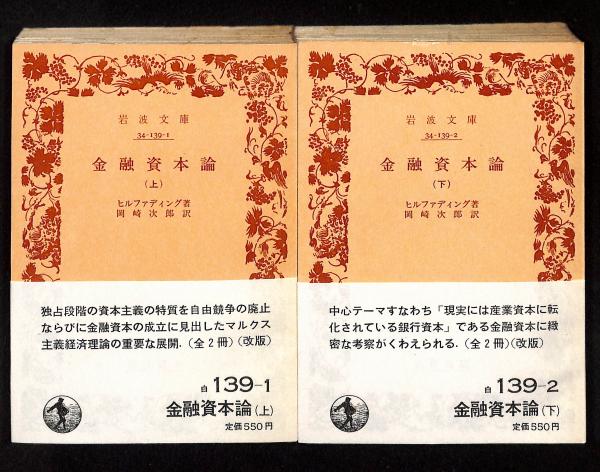 岩波文庫
34-139-1
金融資本論
(上)
ヒルファディング著
岡崎次郎訳
独占段階の資本主義の特質を自由競争の廃止
ならびに金融資本の成立に見出したマルクス
主義経済理論の重要な展開.(全2冊)(改版)
白 139-1
金融資本論(上)
定価550円
岩波文庫
34-139-2
金融資本論
(下)
ヒルファディング著
岡崎次郎訳
中心テーマすなわち「現実には産業資本に転
化されている銀行資本」である金融資本に緻
密な考察がくわえられる.(全2冊)(改版)
白 139-2
金融資本論(下)
定価550円